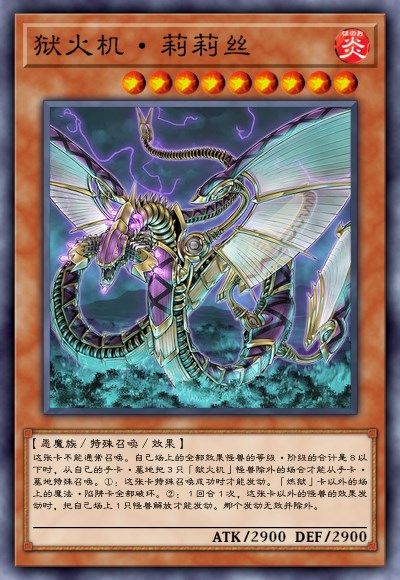 狱火机·莉莉丝
ほのお
炎
【恶魔族/特殊召唤/效果】
这张卡不能通常召唤。自己场上的全部效果怪兽的等级·阶级的合计是8以
下时,从自己的手卡·墓地把3只「狱火机」怪兽除外的场合才能从手卡·
墓地特殊召唤。①:这张卡特殊召唤成功时才能发动。「燃狱」卡以外的场
上的魔法·陷阱卡全部破坏。②:1回合1次,这张卡以外的怪兽的效果发
动时,把自己场上1只怪兽解放才能发动。那个发动无效并除外。
ATK/2900 DEF/2900